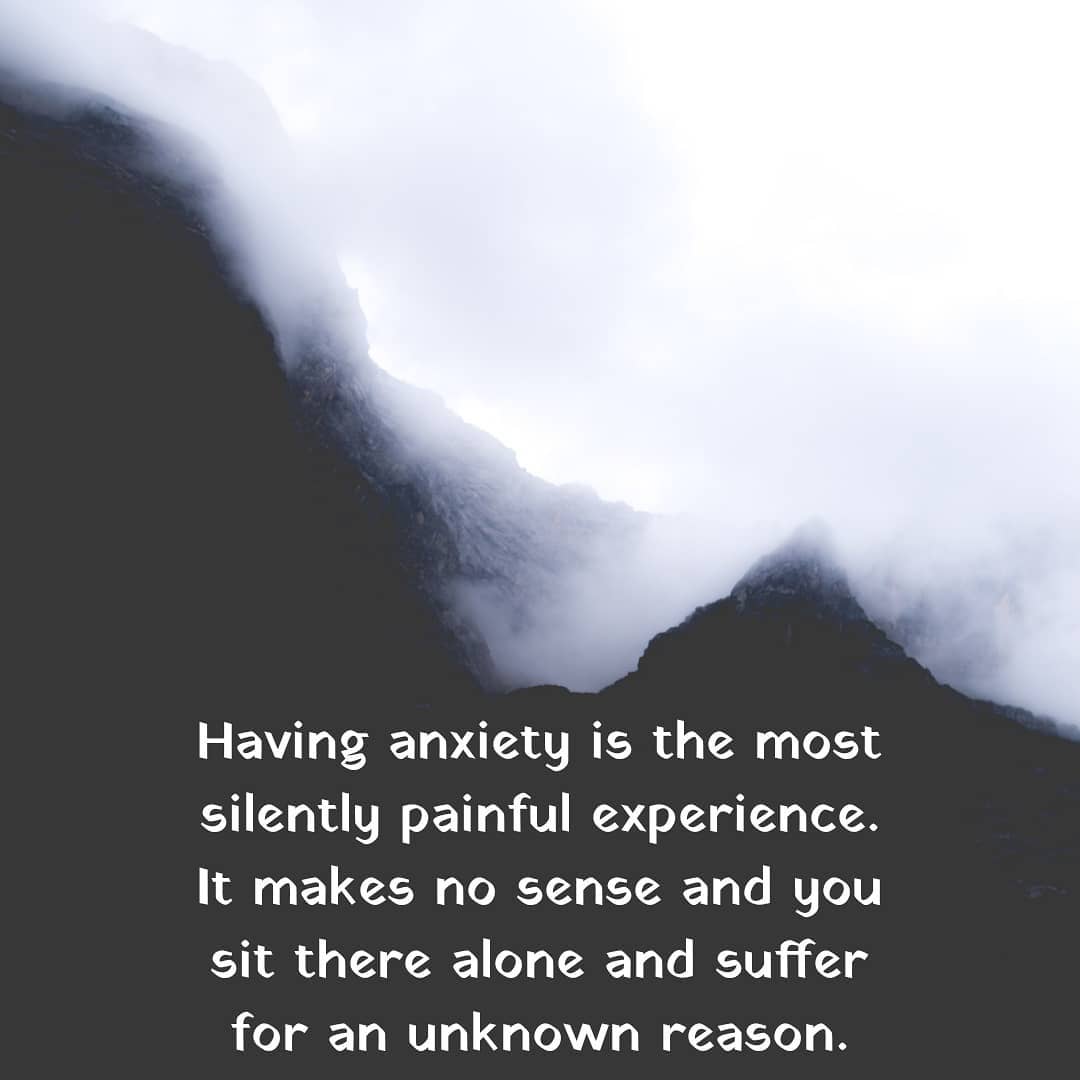 Having anxiety is the most
silently painful experience.
It makes no sense and you
sit there alone and suffer
for an unknown reason.